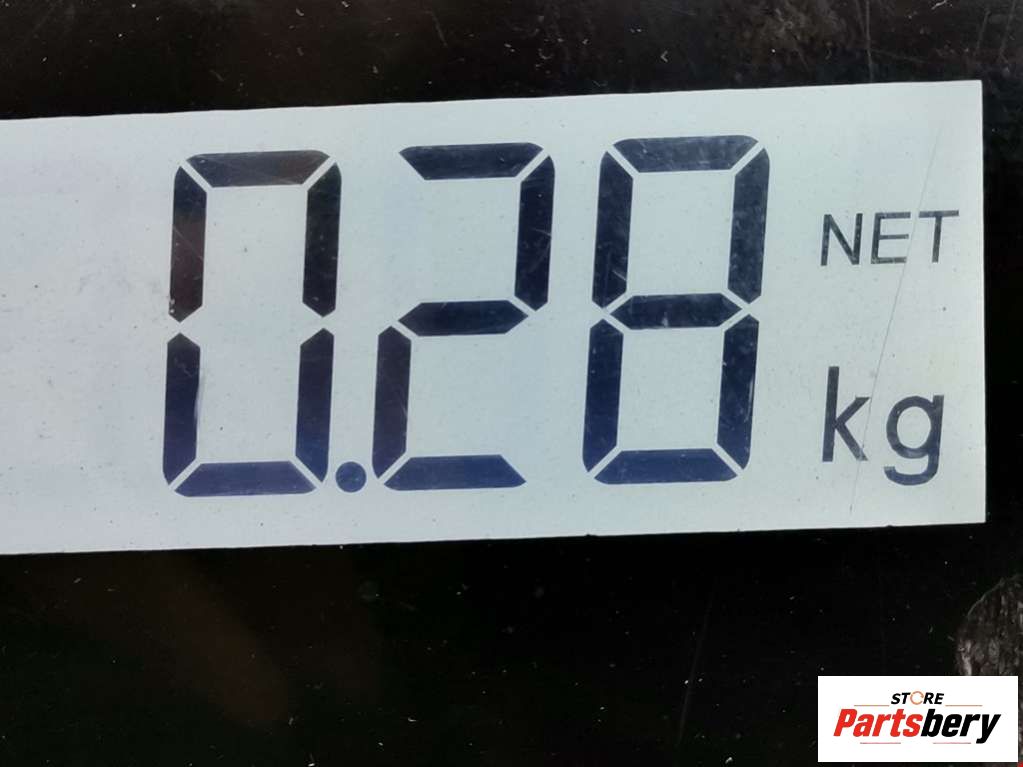 0.28 NET
kg
STORE
Partsbery